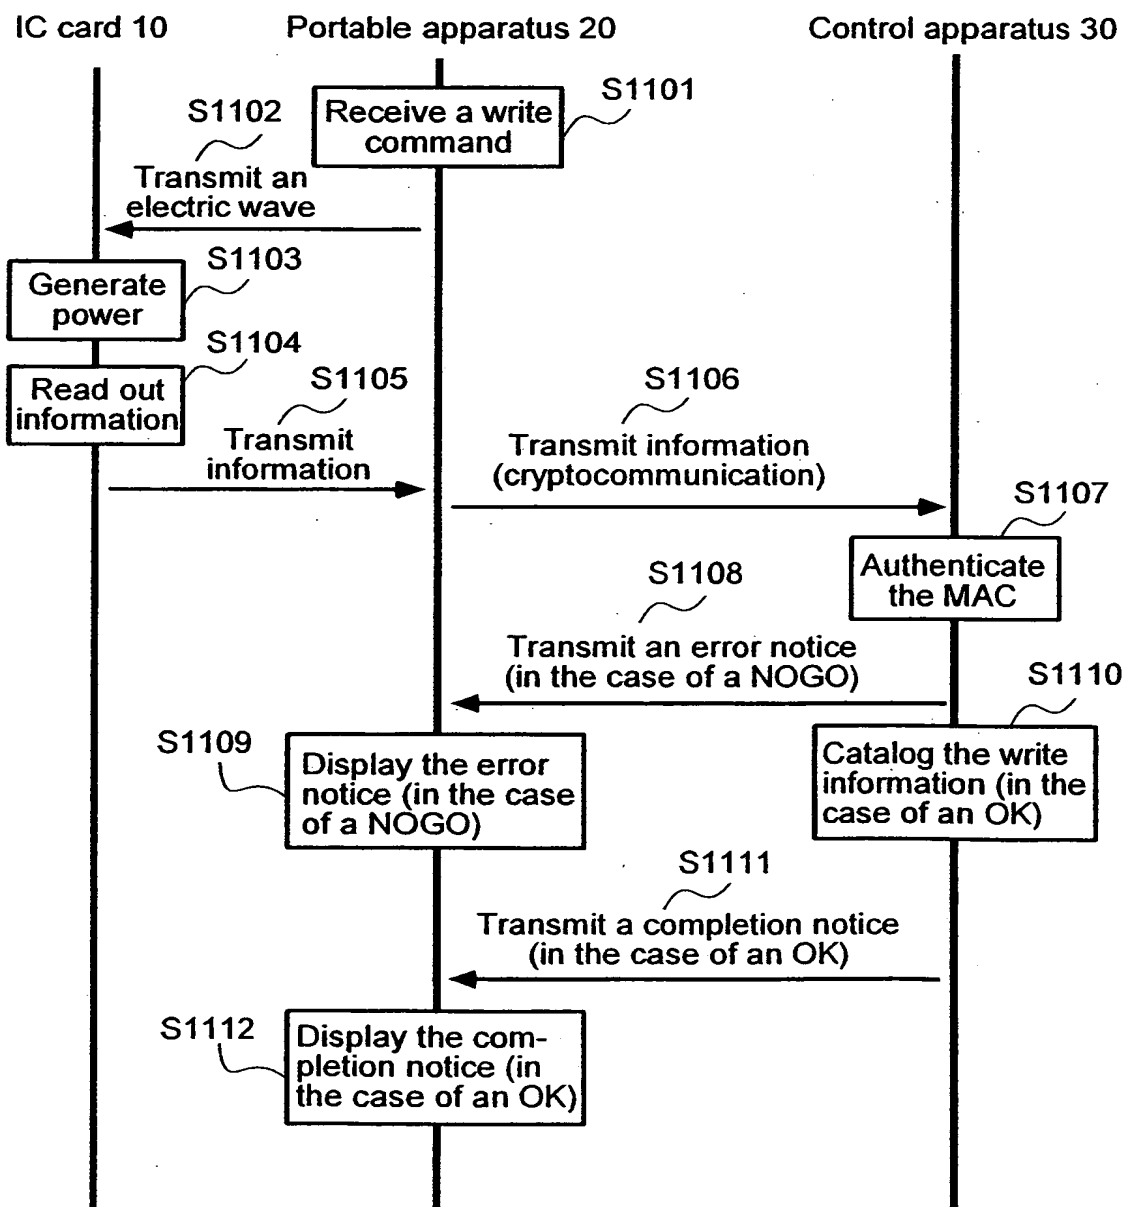 IC card 10
Portable apparatus 20
Control apparatus 30
S1101
Receive a write
command
S1102
Transmit an
electric wave
S1103
Generate
power
S1104
Read out
information
S1105
Transmit
information
S1106
Transmit information
(cryptocommunication)
S1107
Authenticate
the MAC
S1108
Transmit an error notice
(in the case of a NOGO)
S1110
S1109
Display the error
notice (in the case
of a NOGO)
Catalog the write
information (in the
case of an OK)
S1111
Transmit a completion notice
(in the case of an OK)
S1112
Display the com-
pletion notice (in
the case of an OK)